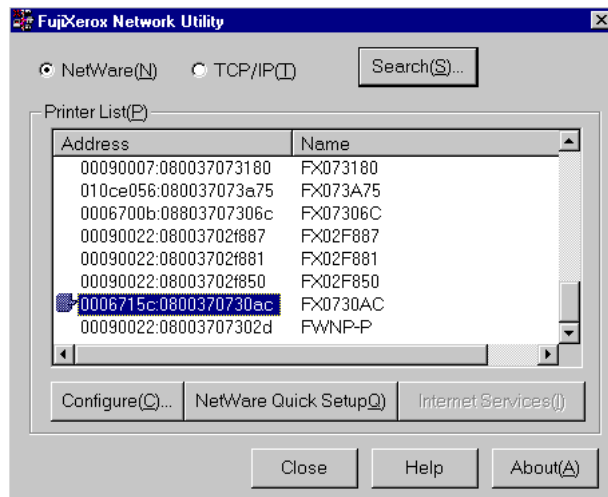 FujiXerox Network Utility
NetWare(N) TCP/IP(T) Search(S)...
Printer List(P)
Address Name
00090007:080037073180 FX073180
010ce056:080037073a75 FX073A75
0006700b:08803707306c FX07306C
00090022:08003702f887 FX02F887
00090022:08003702f881 FX02F881
00090022:08003702f850 FX02F850
0006715c:0800370730ac FX0730AC
00090022:08003707302d FWNP-P
Configure(C)... NetWare Quick SetupQ) Internet Services(I)
Close Help About(A)